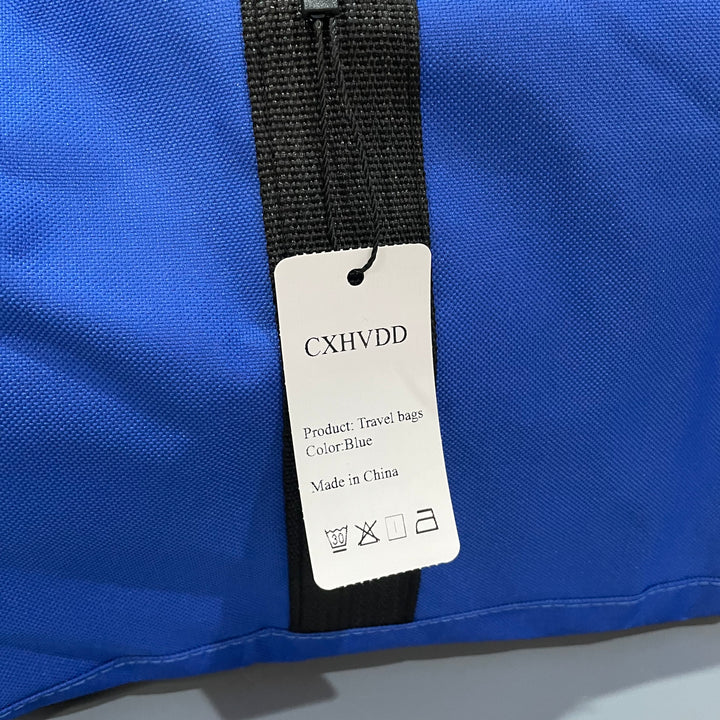 CXHVDD
Product: Travel bags
Color:Blue
Made in China
30